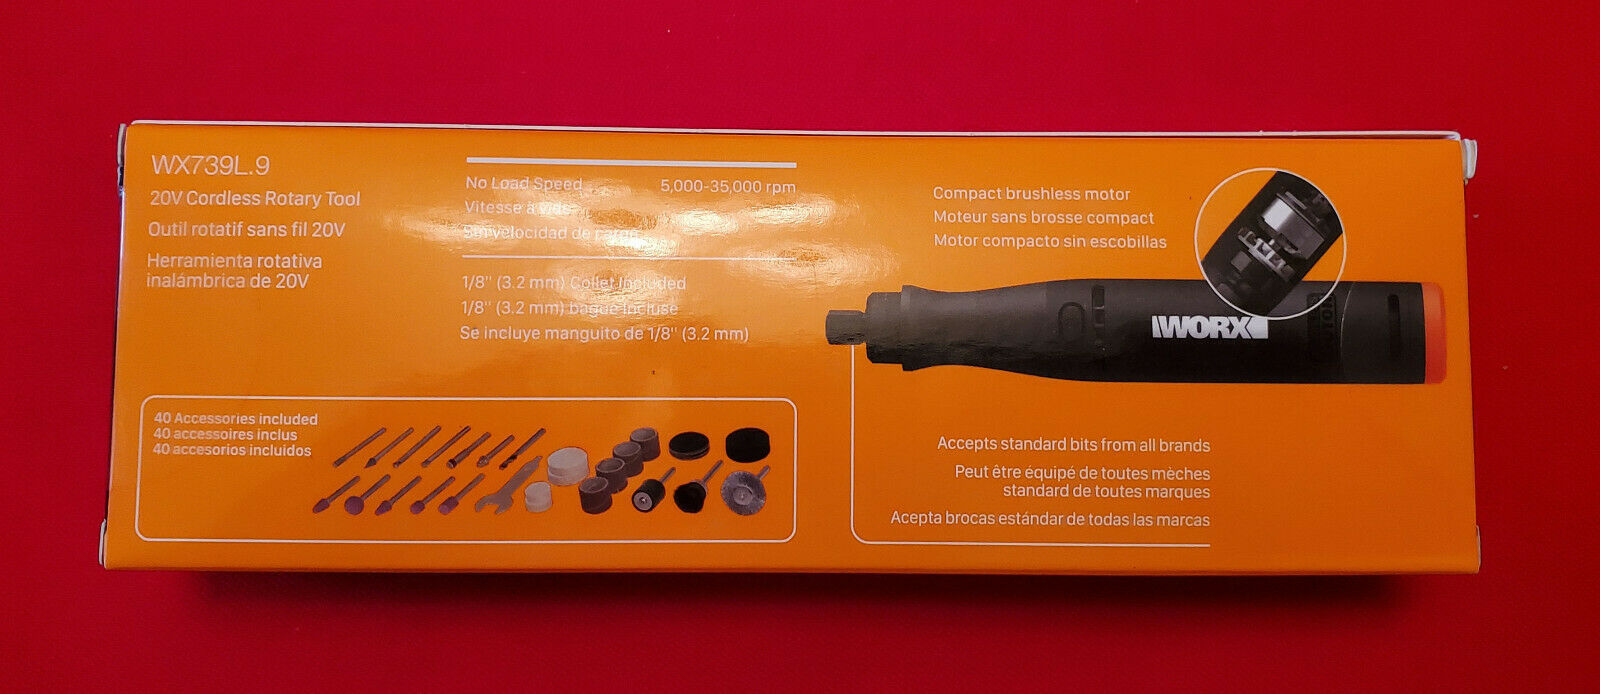 WX739L.9
20V Cordless Rotary Tool
Outil rotatif sans fil 20V
Herramienta rotativa
inalámbrica de 20V
No Load Speed 5,000-35,000 rpm
Vitesse à vide
Sin velocidad de cargo
1/8" (3.2 mm) Collet Included
1/8" (3.2 mm) bague incluse
Se incluye manguito de 1/8" (3.2 mm)
40 Accessories included
40 accessoires inclus
40 accesorios incluidos
Compact brushless motor
Moteur sans brosse compact
Motor compacto sin escobillas
WORX
Accepts standard bits from all brands
Peut être équipé de toutes mèches
standard de toutes marques
Acepta brocas estándar de todas las marcas